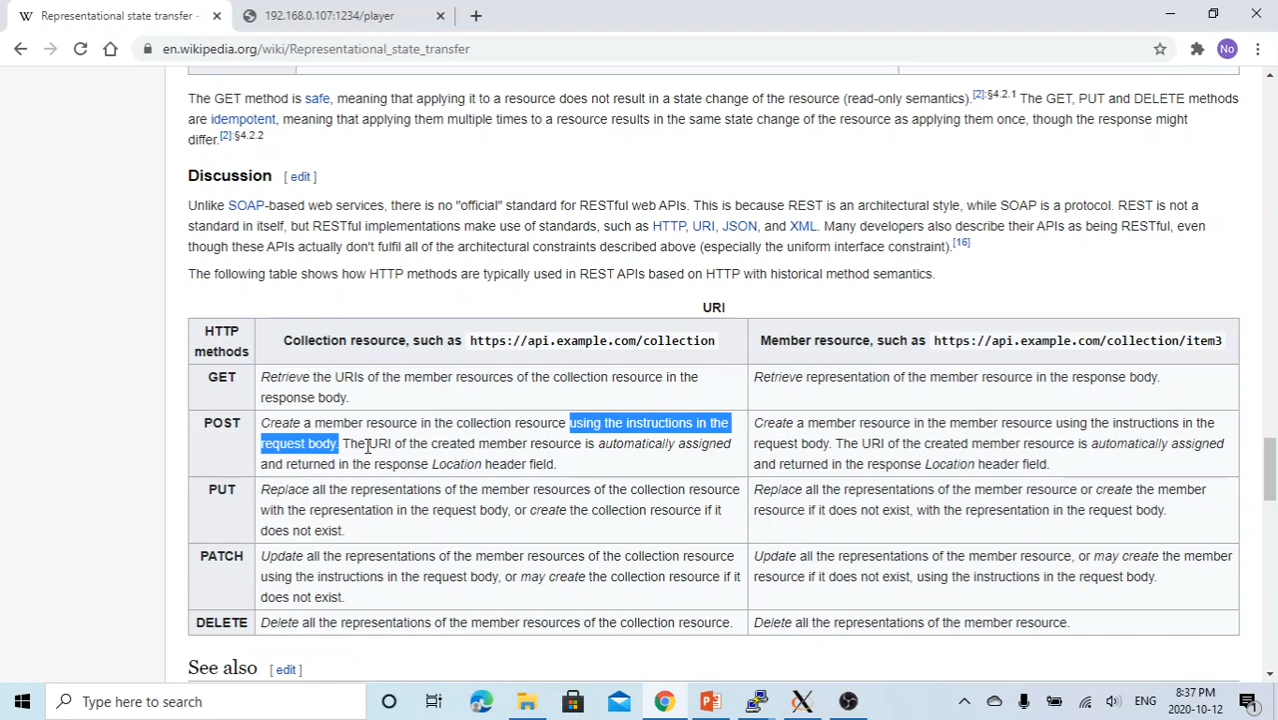 Representational state transfer -
192.168.0.107:1234/player
en.wikipedia.org/wiki/Representational_state_transfer
No
The GET method is safe, meaning that applying it to a resource does not result in a state change of the resource (read-only semantics).[2]:§4.2.1 The GET, PUT and DELETE methods
are idempotent, meaning that applying them multiple times to a resource results in the same state change of the resource as applying them once, though the response might
differ.[2]:§4.2.2
Discussion [ edit ]
Unlike SOAP-based web services, there is no "official" standard for RESTful web APIs. This is because REST is an architectural style, while SOAP is a protocol. REST is not a
standard in itself, but RESTful implementations make use of standards, such as HTTP, URI, JSON, and XML. Many developers also describe their APIs as being RESTful, even
though these APIs actually don't fulfil all of the architectural constraints described above (especially the uniform interface constraint).[16]
The following table shows how HTTP methods are typically used in REST APIs based on HTTP with historical method semantics.
URI
HTTP
methods
Collection resource, such as https://api.example.com/collection
Member resource, such as https://api.example.com/collection/item3
GET
Retrieve the URIs of the member resources of the collection resource in the
response body.
Retrieve representation of the member resource in the response body.
POST
Create a member resource in the collection resource using the instructions in the
request body. The URI of the created member resource is automatically assigned
and returned in the response Location header field.
Create a member resource in the member resource using the instructions in the
request body. The URI of the created member resource is automatically assigned
and returned in the response Location header field.
PUT
Replace all the representations of the member resources of the collection resource
with the representation in the request body, or create the collection resource if it
does not exist.
Replace all the representations of the member resource or create the member
resource if it does not exist, with the representation in the request body.
PATCH
Update all the representations of the member resources of the collection resource
using the instructions in the request body, or may create the collection resource if it
does not exist.
Update all the representations of the member resource, or may create the member
resource if it does not exist, using the instructions in the request body.
DELETE
Delete all the representations of the member resources of the collection resource.
Delete all the representations of the member resource.
See also [ edit ]
Type here to search
ENG
8:37 PM
2020-10-12
1